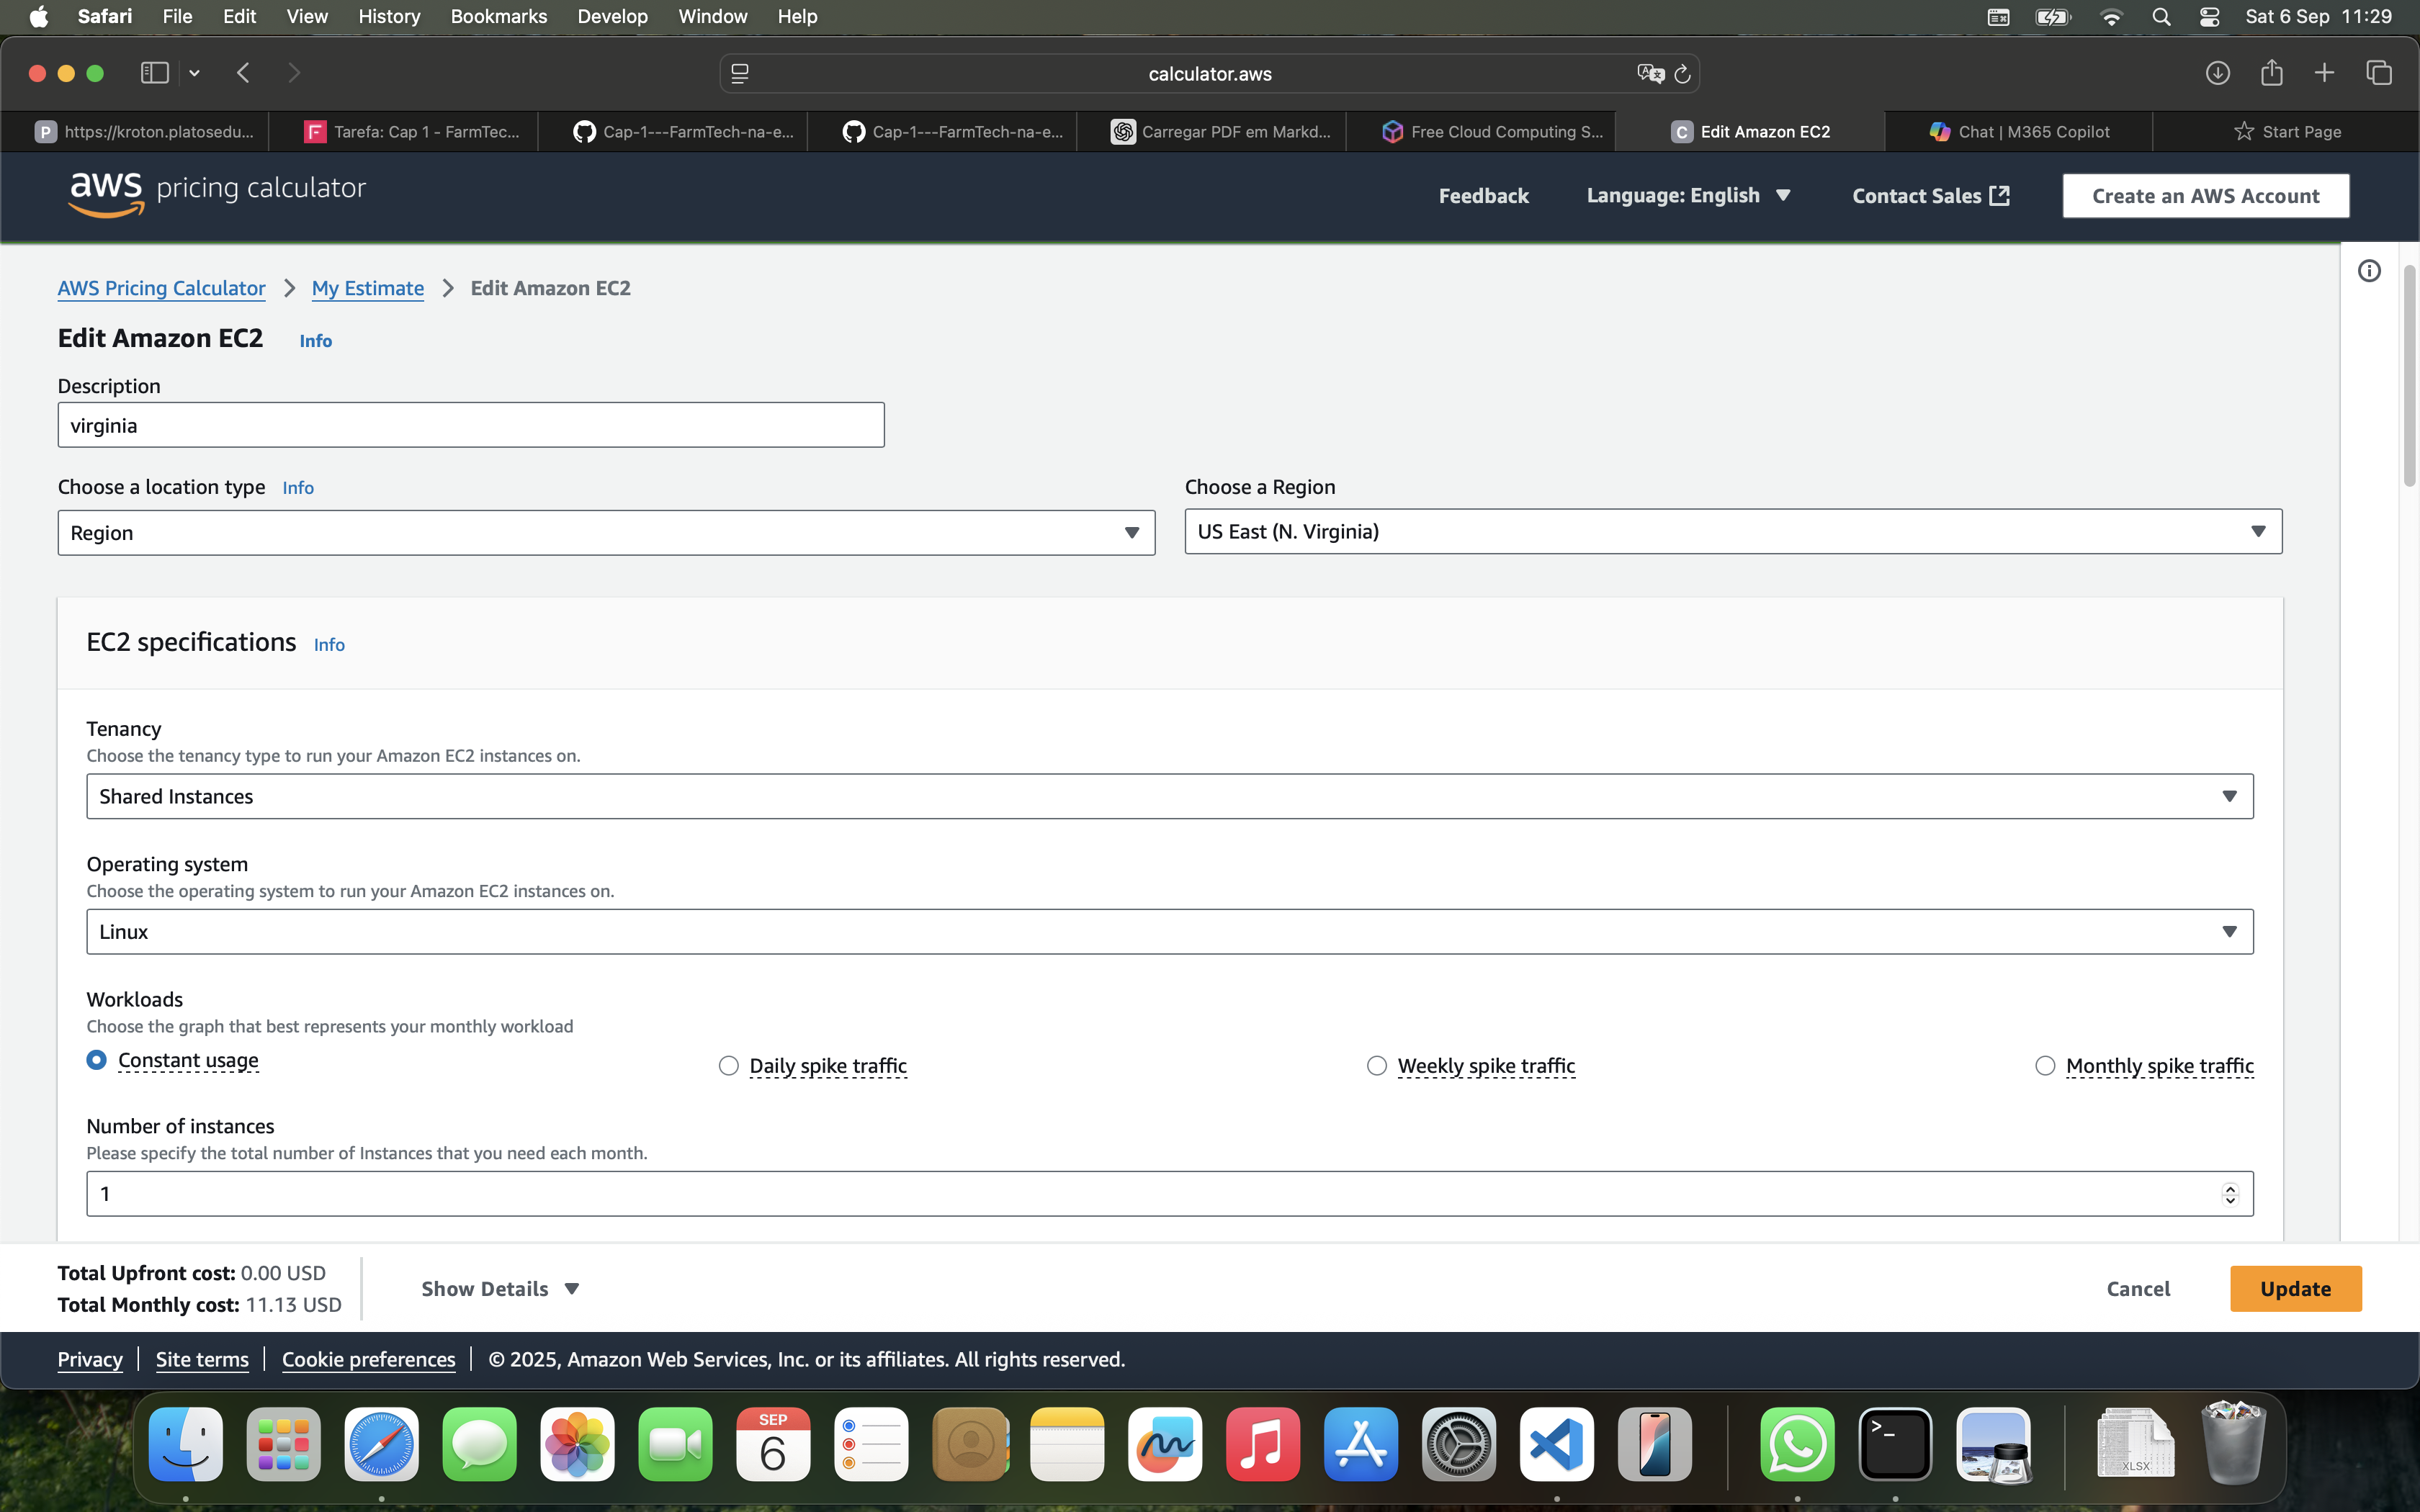 Safari File Edit View History Bookmarks Develop Window Help Sat 6 Sep 11:29
calculator.aws
P https://kroton.platosedu... F Tarefa: Cap 1 - FarmTec... Cap-1---FarmTech-na-e... Cap-1---FarmTech-na-e... Carregar PDF em Markd... Free Cloud Computing S... C Edit Amazon EC2 Chat | M365 Copilot Start Page
aws pricing calculator Feedback Language: English Contact Sales Create an AWS Account
AWS Pricing Calculator My Estimate Edit Amazon EC2
Edit Amazon EC2 Info
Description
virginia
Choose a location type Info Choose a Region
Region US East (N. Virginia)
EC2 specifications Info
Tenancy
Choose the tenancy type to run your Amazon EC2 instances on.
Shared Instances
Operating system
Choose the operating system to run your Amazon EC2 instances on.
Linux
Workloads
Choose the graph that best represents your monthly workload
Constant usage Daily spike traffic Weekly spike traffic Monthly spike traffic
Number of instances
Please specify the total number of Instances that you need each month.
1
Total Upfront cost: 0.00 USD
Total Monthly cost: 11.13 USD
Show Details Cancel Update
Privacy Site terms Cookie preferences © 2025, Amazon Web Services, Inc. or its affiliates. All rights reserved.
SEP
6
>_
XLSX